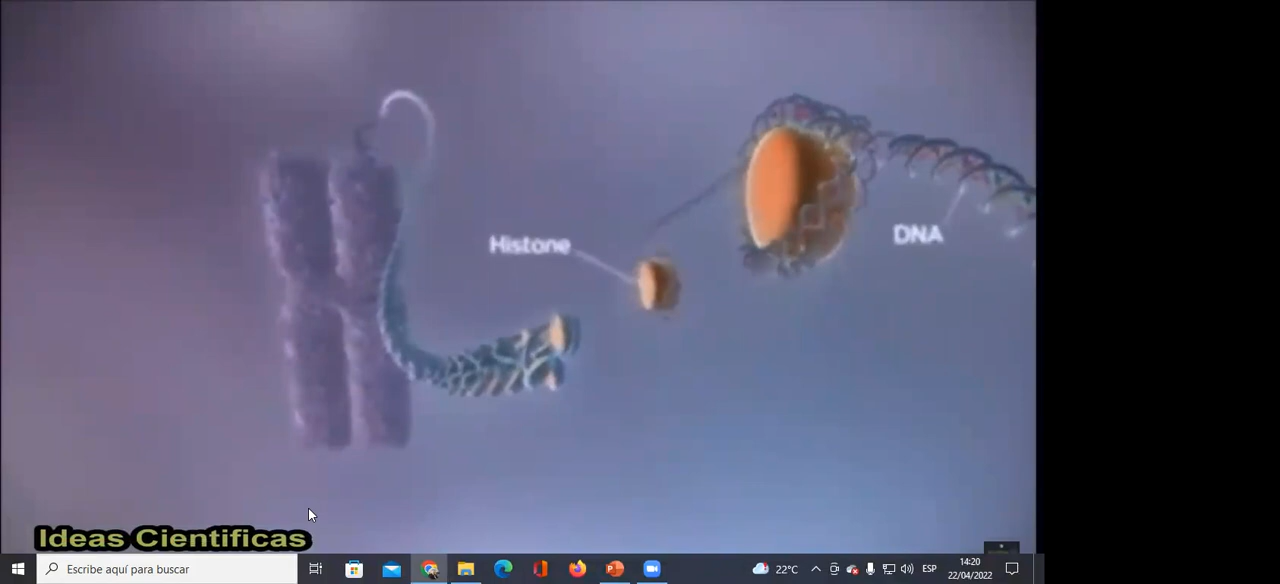 Histone
DNA
Ideas Cientificas
Escribe aquí para buscar
22°C
ESP
14:20
22/04/2022